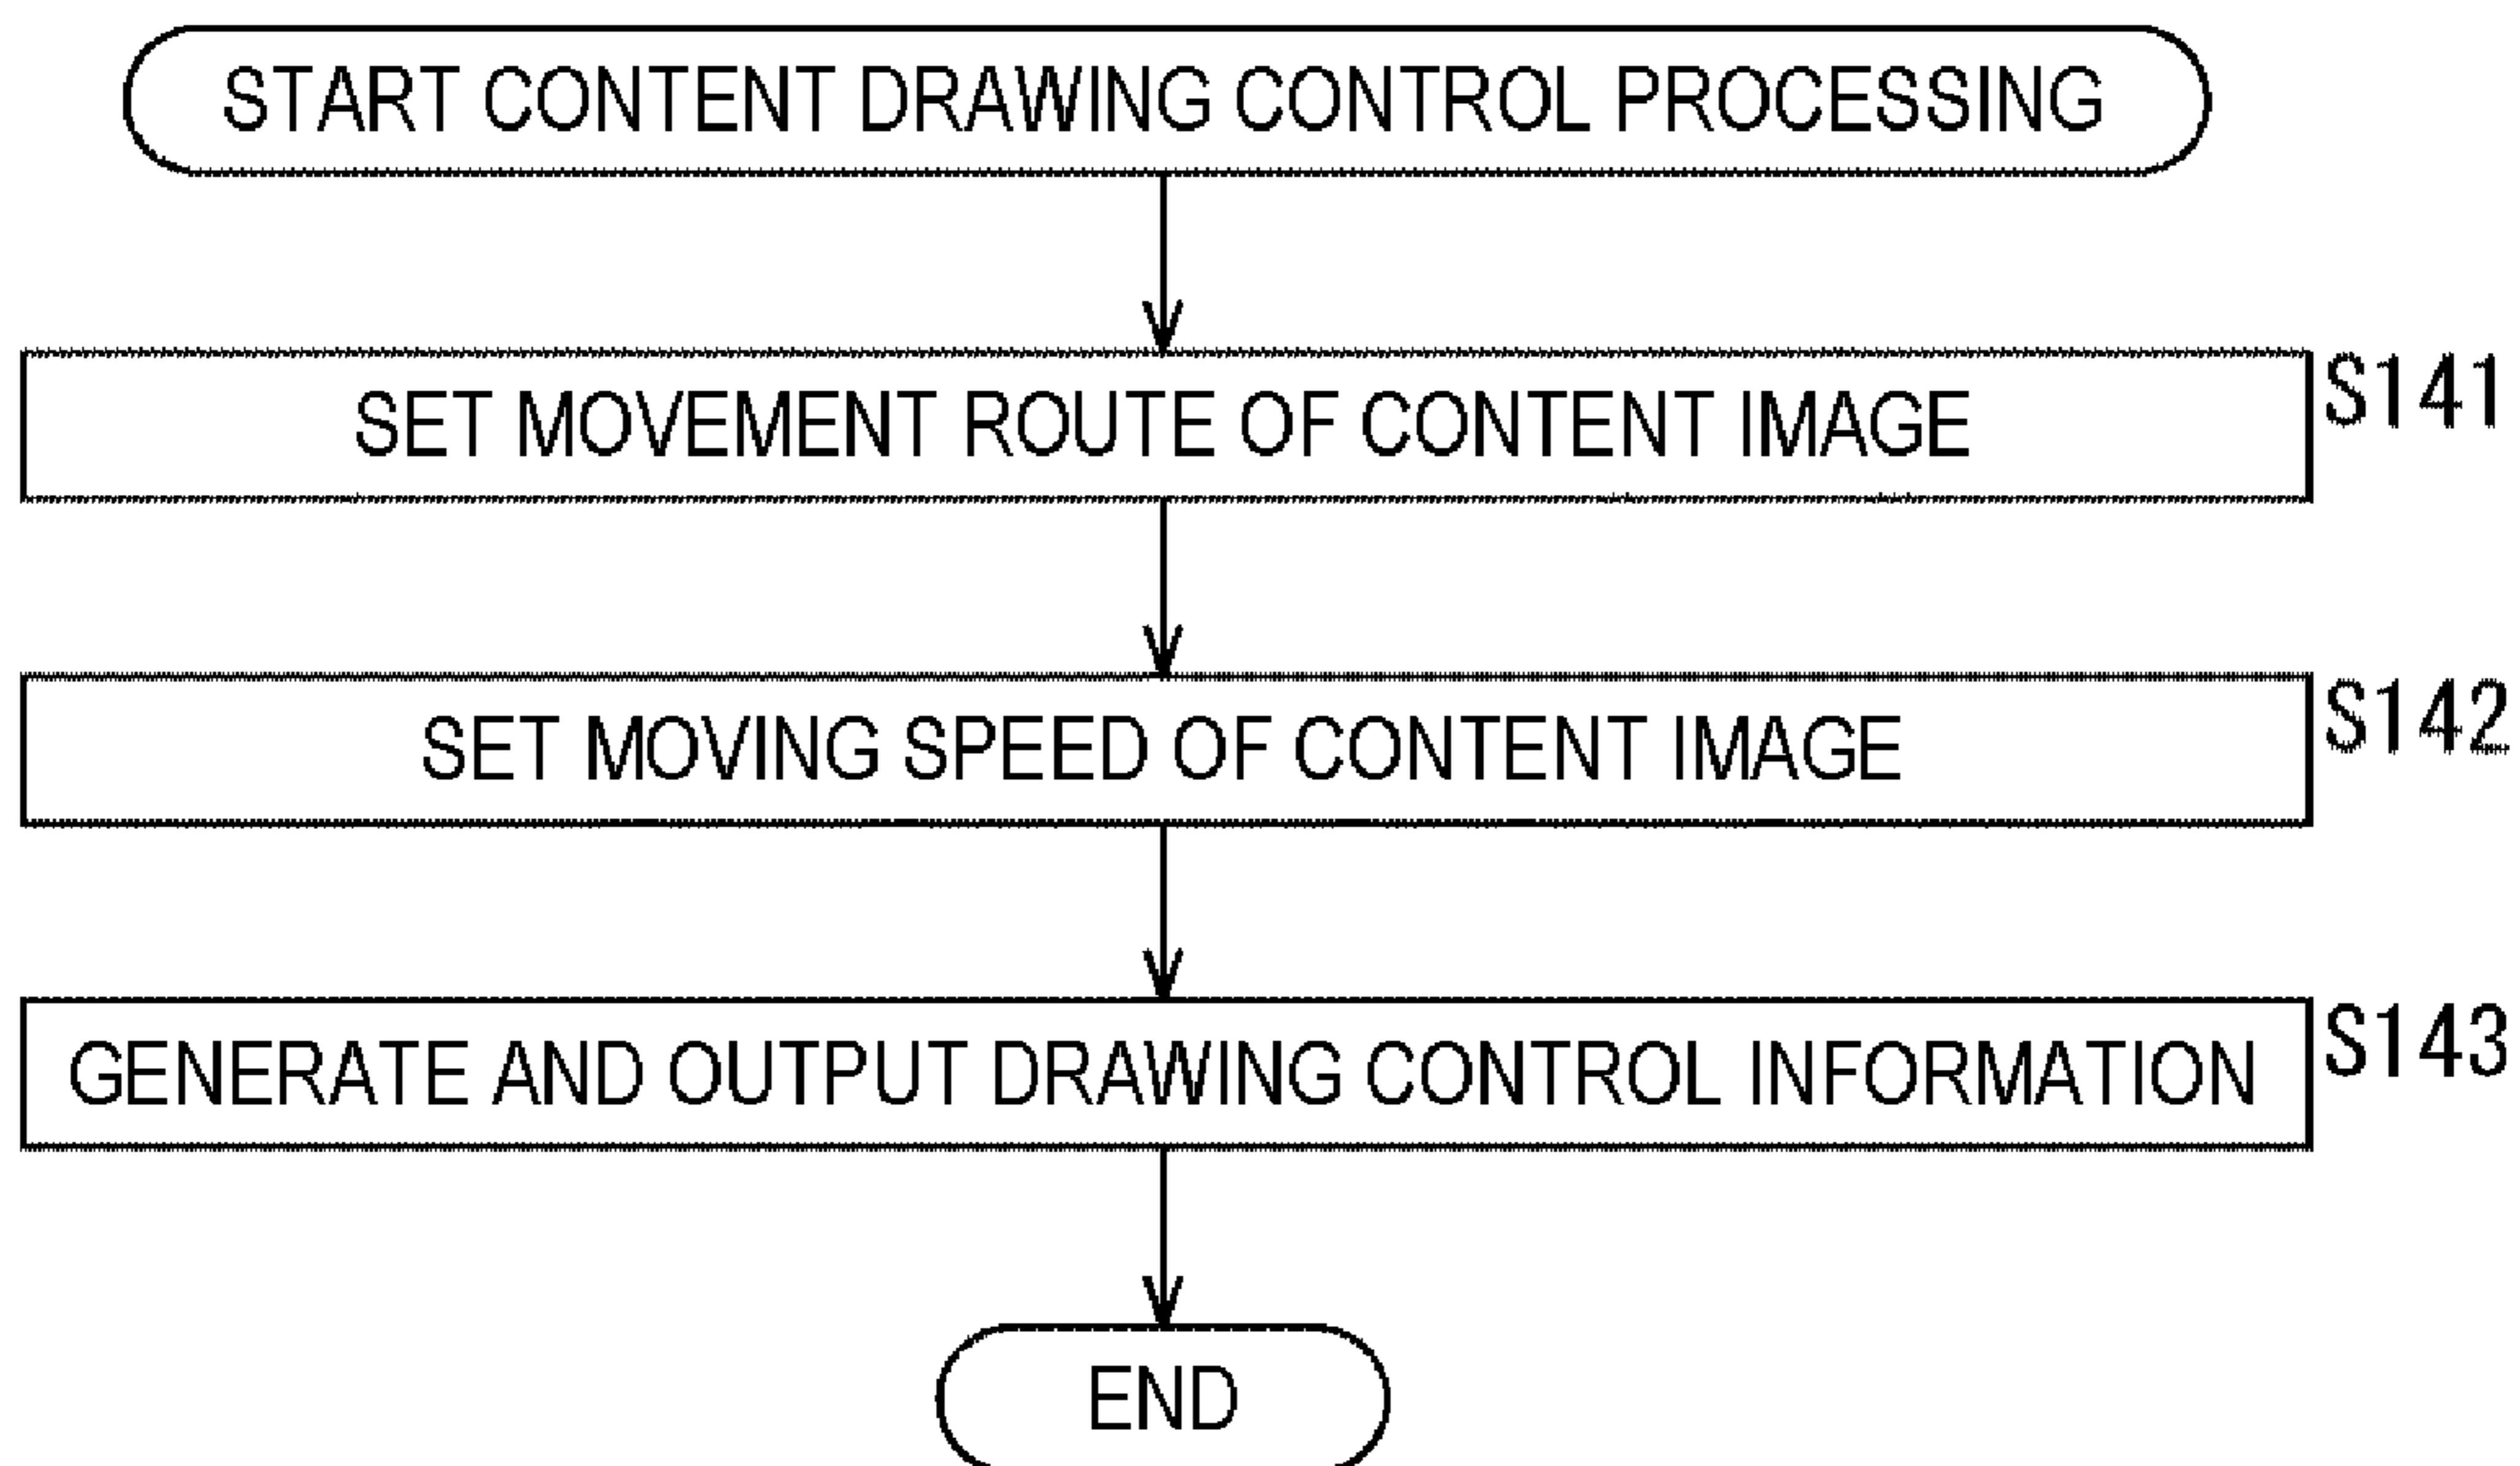 START CONTENT DRAWING CONTROL PROCESSING
SET MOVEMENT ROUTE OF CONTENT IMAGE S141
SET MOVING SPEED OF CONTENT IMAGE S142
GENERATE AND OUTPUT DRAWING CONTROL INFORMATION S143
END